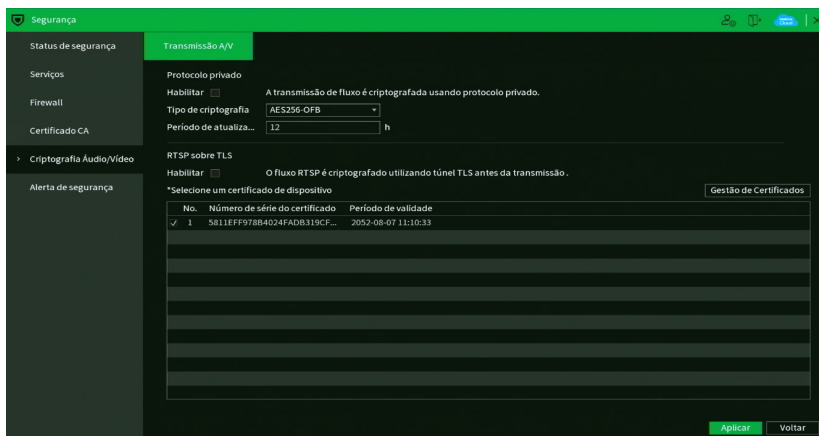 Segurança
Status de segurança
Serviços
Firewall
Certificado CA
Criptografia Áudio/Vídeo
Alerta de segurança
Transmissão A/V
Protocolo privado
Habilitar A transmissão de fluxo é criptografada usando protocolo privado.
Tipo de criptografia AES256-OFB
Período de atualiza... 12 h
RTSP sobre TLS
Habilitar O fluxo RTSP é criptografado utilizando túnel TLS antes da transmissão .
*Selecione um certificado de dispositivo Gestão de Certificados
No. Número de série do certificado Período de validade
1 5811EFF978B4024FADB319CF... 2052-08-07 11:10:33
Aplicar Voltar